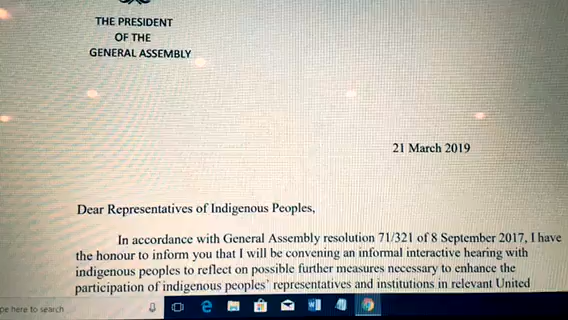 THE PRESIDENT
OF THE
GENERAL ASSEMBLY
21 March 2019
Dear Representatives of Indigenous Peoples,
In accordance with General Assembly resolution 71/321 of 8 September 2017, I have
the honour to inform you that I will be convening an informal interactive hearing with
indigenous peoples to reflect on possible further measures necessary to enhance the
participation of indigenous peoples' representatives and institutions in relevant United
pe here to search